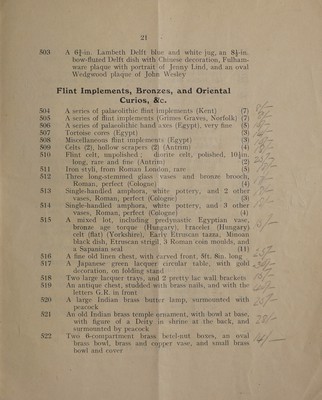 21
503 A 6¾-in. Lambeth Delft blue and white jug, an 8½-in.
bow-fluted Delft dish with Chinese decoration, Fulham-
ware plaque with portrait of Jenny Lind, and an oval
Wedgwood plaque of John Wesley
Flint Implements, Bronzes, and Oriental
Curios, &c.
504 A series of palaeolithic flint implements (Kent) (7)
505 A series of flint implements (Grimes Graves, Norfolk) (7)
506 A series of palaeolithic hand axes (Egypt), very fine (8)
507 Tortoise cores (Egypt) (3)
508 Miscellaneous flint implements (Egypt) (3)
509 Celts (2), hollow scrapers (2) (Antrim) (4)
510 Flint celt, unpolished; diorite celt, polished, 10½in.
long, rare and fine (Antrim) (2)
511 Iron styli, from Roman London, rare (5)
512 Three long-stemmed glass vases and bronze brooch,
Roman, perfect (Cologne) (4)
513 Single-handled amphora, white pottery, and 2 other
vases, Roman, perfect (Cologne) (3)
514 Single-handled amphora, white pottery, and 3 other
vases, Roman, perfect (Cologne) (4)
515 A mixed lot, including predynastic Egyptian vase,
bronze age torque (Hungary), bracelet (Hungary)
celt (flat) (Yorkshire), Early Etruscan tazza, Minoan
black dish, Etruscan strigil, 3 Roman coin moulds, and
a Sapanian seal (11)
516 A fine old linen chest, with carved front, 5ft. 8in. long
517 A Japanese green lacquer circular table, with gold
decoration, on folding stand
518 Two large lacquer trays, and 2 pretty lac wall brackets
519 An antique chest, studded with brass nails, and with the
letters G.R. in front
520 A large Indian brass butter lamp, surmounted with
peacock
521 An old Indian brass temple ornament, with bowl at base,
with figure of a Deity in shrine at the back, and
surmounted by peacock
522 Two 6-compartment brass betel-nut boxes, an oval
brass bowl, brass and copper vase, and small brass
bowl and cover